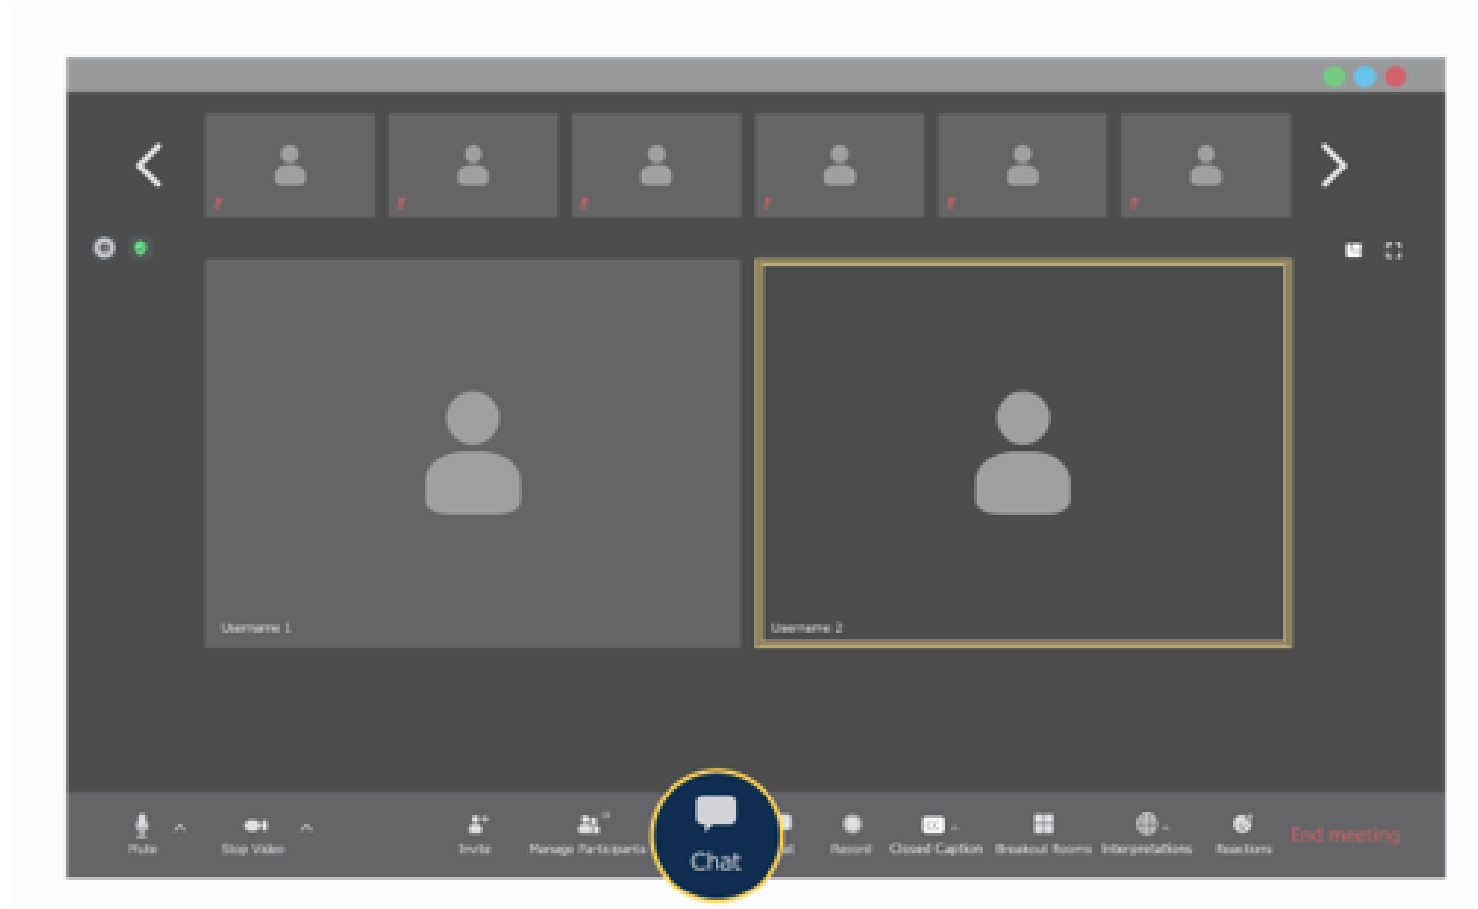 Username 1
Username 2
Mute
Stop Video
Invite
Manage Participants
Chat
Record
Closed Caption
Breakout Rooms
Interpretations
Reactions
End meeting